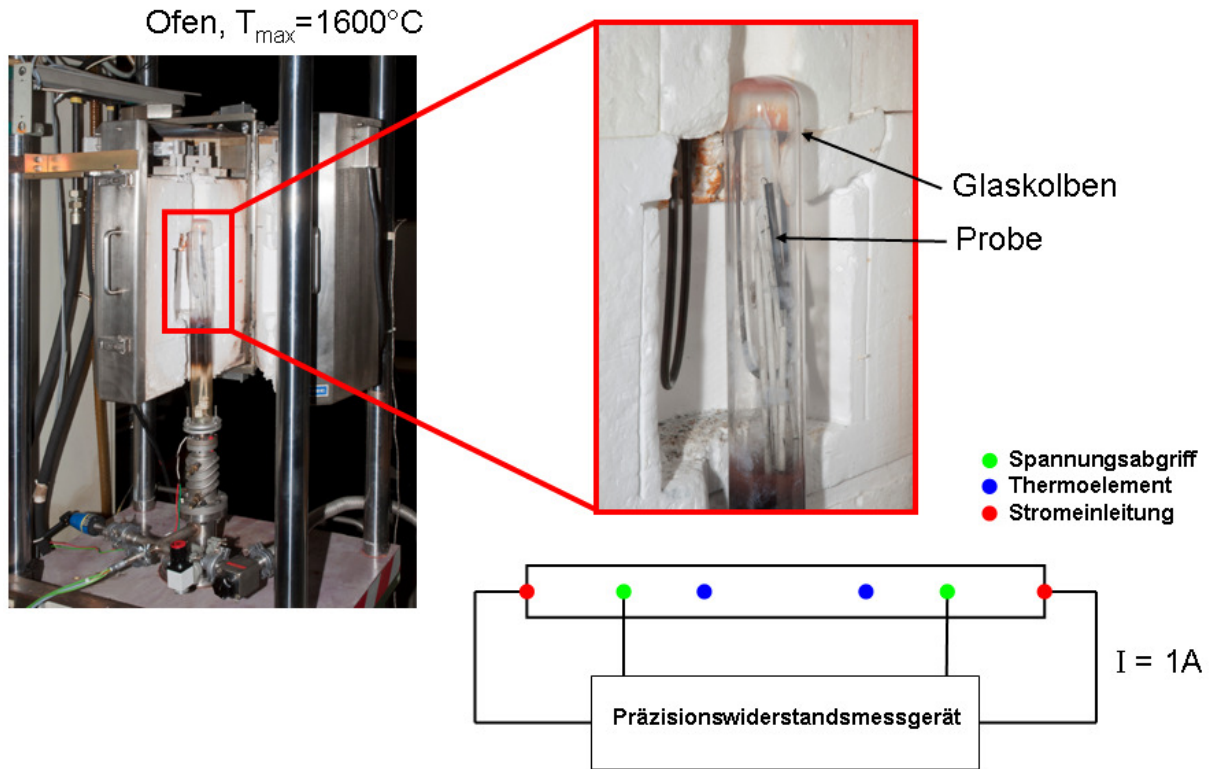 Ofen, Tmax=1600°C
Glaskolben
Probe
Spannungsabgriff
Thermoelement
Stromeinleitung
I = 1A
Präzisionswiderstandsmessgerät